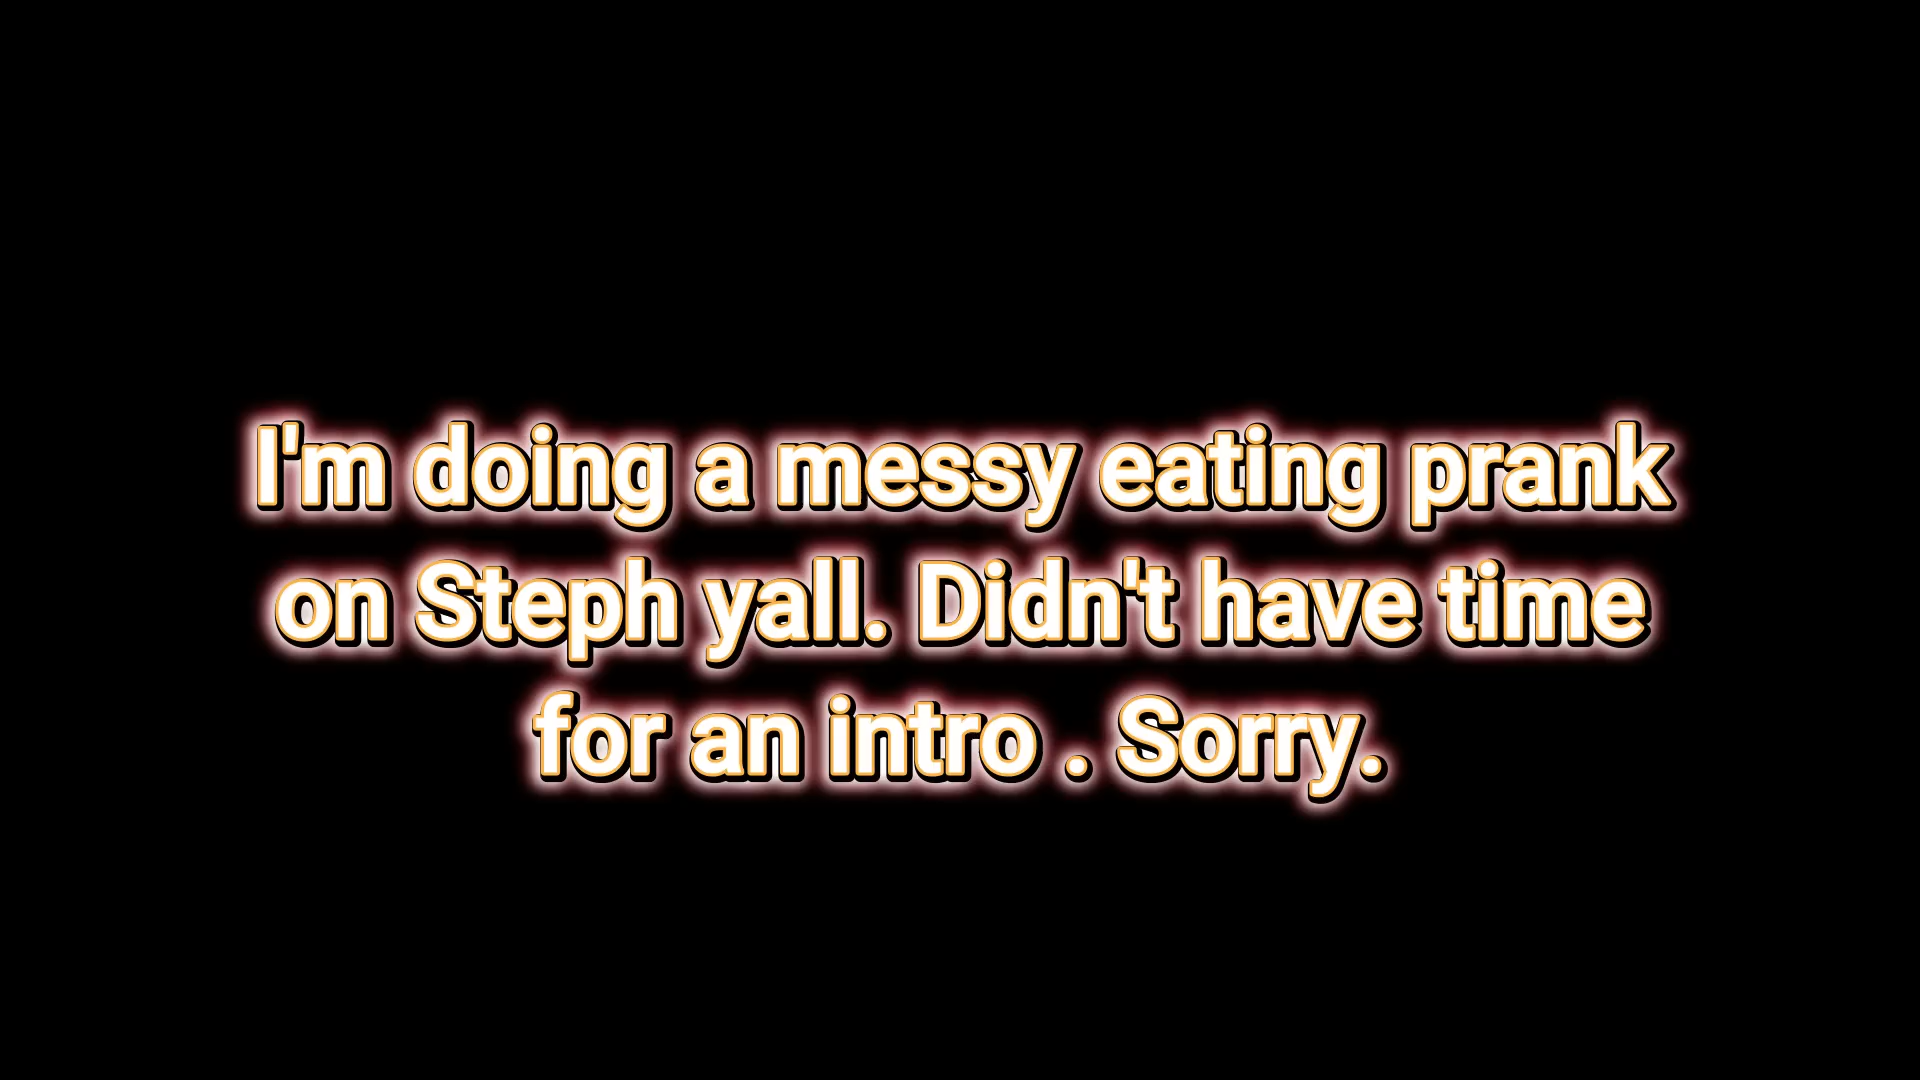 I'm doing a messy eating prank
on Steph yall. Didn't have time
for an intro . Sorry.